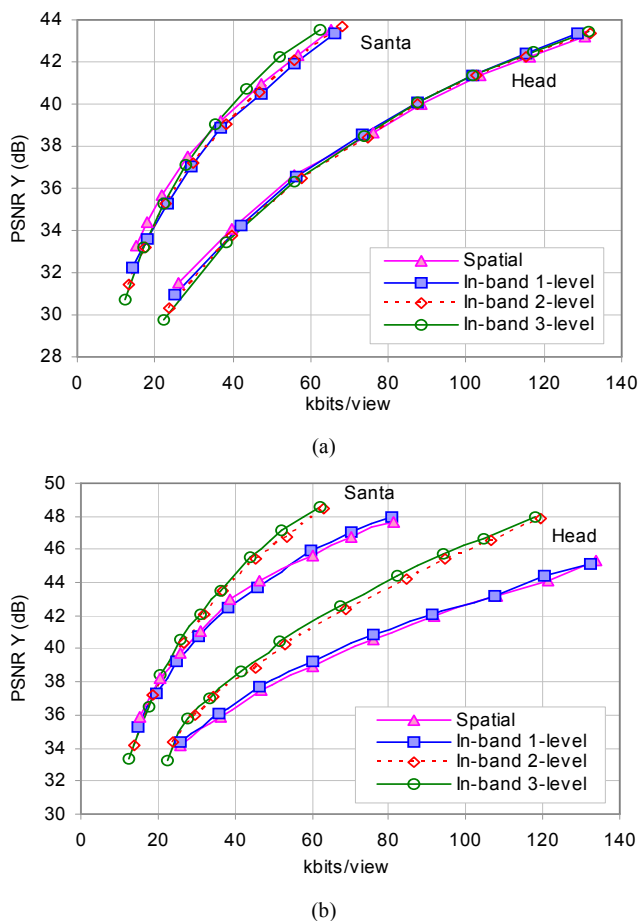 44
42
40
38
36
34
32
30
28
PSNR Y (dB)
Santa
Head
Spatial
In-band 1-level
In-band 2-level
In-band 3-level
0 20 40 60 80 100 120 140
kbits/view
(a)
50
48
46
44
42
40
38
36
34
32
30
PSNR Y (dB)
Santa
Head
Spatial
In-band 1-level
In-band 2-level
In-band 3-level
0 20 40 60 80 100 120 140
kbits/view
(b)